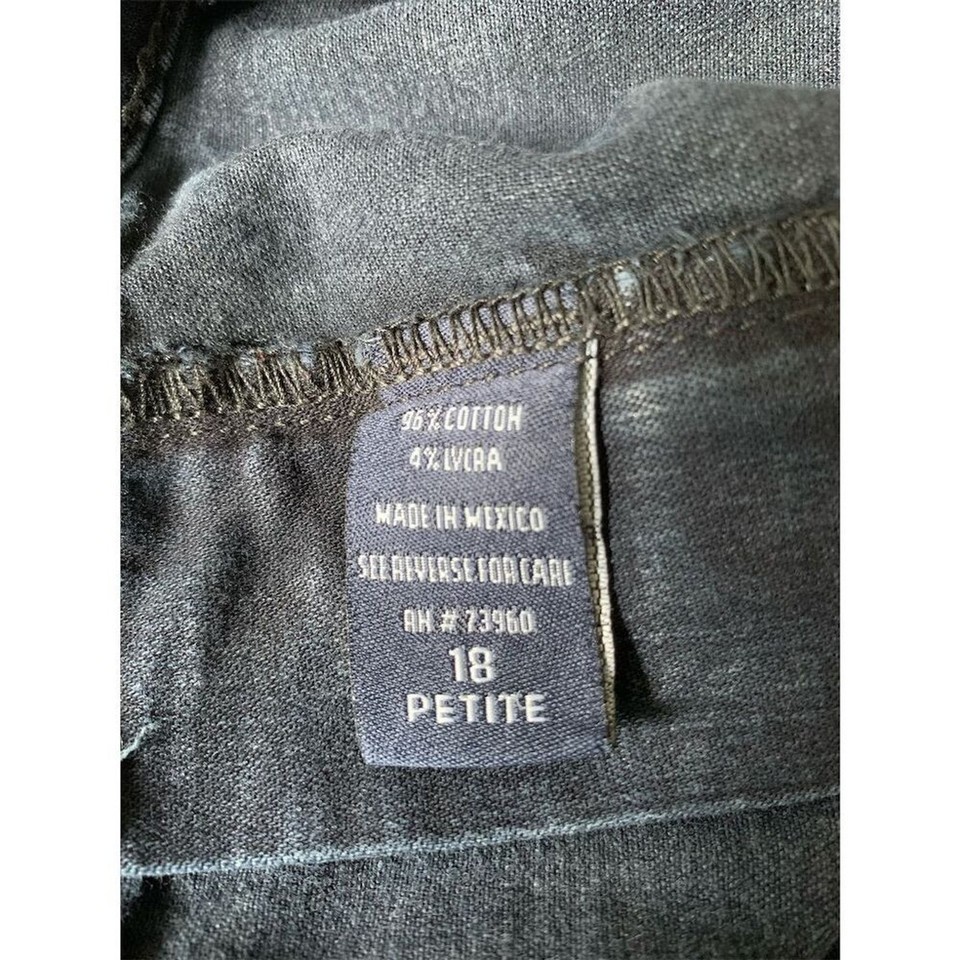 96% COTTON
4% LYCRA
MADE IN MEXICO
SEE REVERSE FOR CARE
RN # 73960
18
PETITE